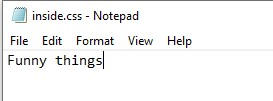 inside.css - Notepad
File Edit Format View Help
Funny things